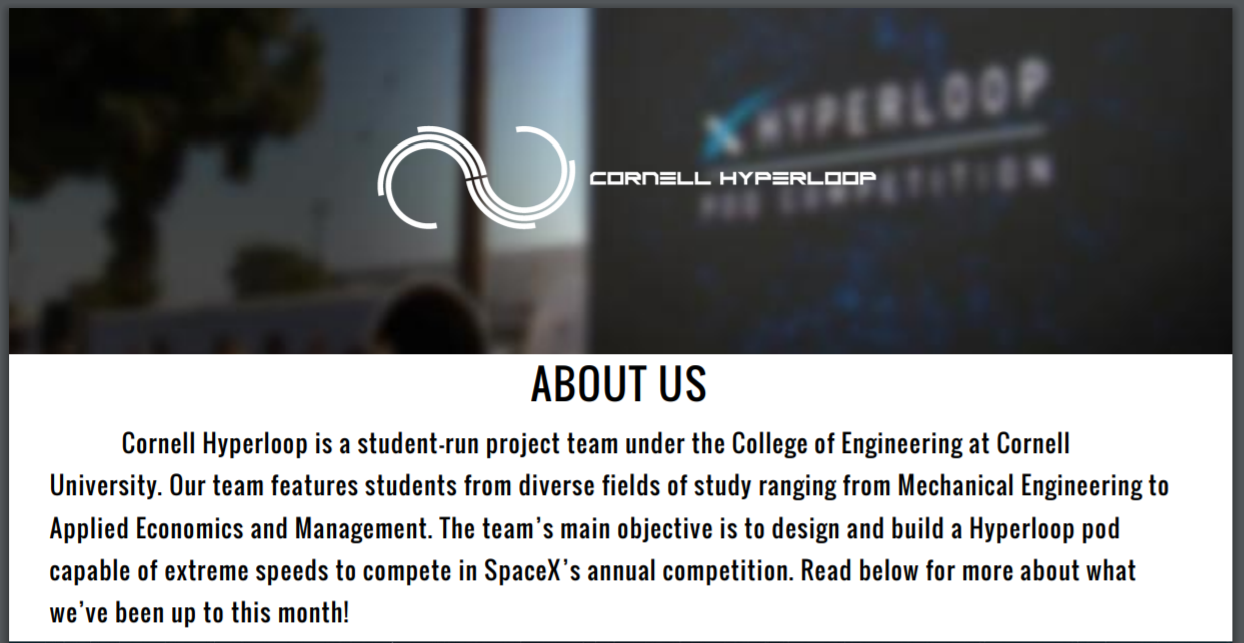 HYPERLOOP
CORNELL HYPERLOOP
POD COMPETITION
ABOUT US
Cornell Hyperloop is a student-run project team under the College of Engineering at Cornell
University. Our team features students from diverse fields of study ranging from Mechanical Engineering to
Applied Economics and Management. The team’s main objective is to design and build a Hyperloop pod
capable of extreme speeds to compete in SpaceX’s annual competition. Read below for more about what
we’ve been up to this month!